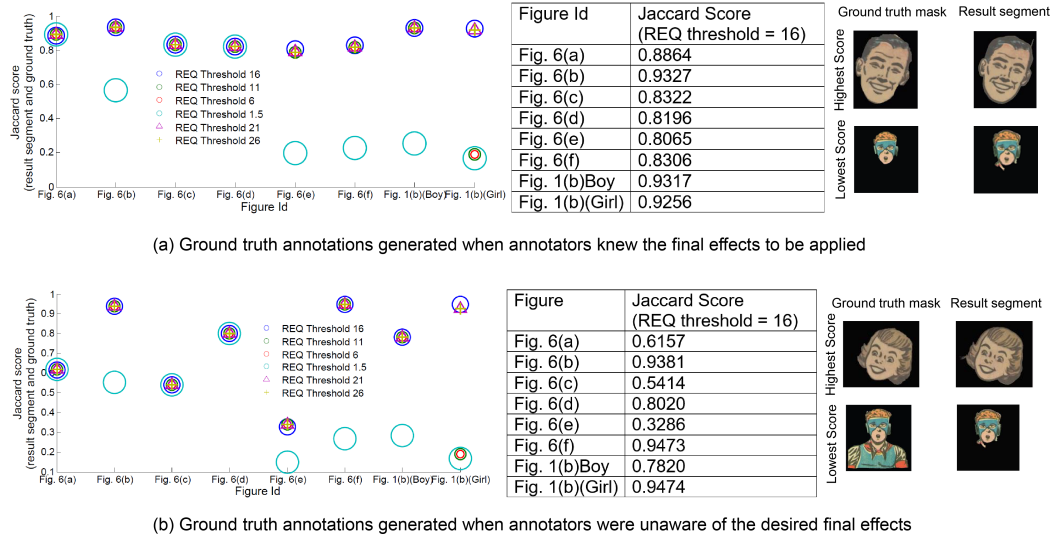 Jaccard score
(result segment and ground truth)
1
0.8
0.6
0.4
0.2
0
REQ Threshold 16
REQ Threshold 11
REQ Threshold 6
REQ Threshold 1.5
REQ Threshold 21
REQ Threshold 26
Fig. 6(a)
Fig. 6(b)
Fig. 6(c)
Fig. 6(d)
Fig. 6(e)
Fig. 6(f)
Fig. 1(b)(Boy)
Fig. 1(b)(Girl)
Figure Id
Figure Id
Jaccard Score
(REQ threshold = 16)
Fig. 6(a) 0.8864
Fig. 6(b) 0.9327
Fig. 6(c) 0.8322
Fig. 6(d) 0.8196
Fig. 6(e) 0.8065
Fig. 6(f) 0.8306
Fig. 1(b)Boy 0.9317
Fig. 1(b)(Girl) 0.9256
Ground truth mask
Result segment
Highest Score
Lowest Score
(a) Ground truth annotations generated when annotators knew the final effects to be applied
Jaccard score
(result segment and ground truth)
1
0.9
0.8
0.7
0.6
0.5
0.4
0.3
0.2
0.1
REQ Threshold 16
REQ Threshold 11
REQ Threshold 6
REQ Threshold 1.5
REQ Threshold 21
REQ Threshold 26
Fig. 6(a)
Fig. 6(b)
Fig. 6(c)
Fig. 6(d)
Fig. 6(e)
Fig. 6(f)
Fig. 1(b)(Boy)
Fig. 1(b)(Girl)
Figure Id
Figure
Jaccard Score
(REQ threshold = 16)
Fig. 6(a) 0.6157
Fig. 6(b) 0.9381
Fig. 6(c) 0.5414
Fig. 6(d) 0.8020
Fig. 6(e) 0.3286
Fig. 6(f) 0.9473
Fig. 1(b)Boy 0.7820
Fig. 1(b)(Girl) 0.9474
Ground truth mask
Result segment
Highest Score
Lowest Score
(b) Ground truth annotations generated when annotators were unaware of the desired final effects